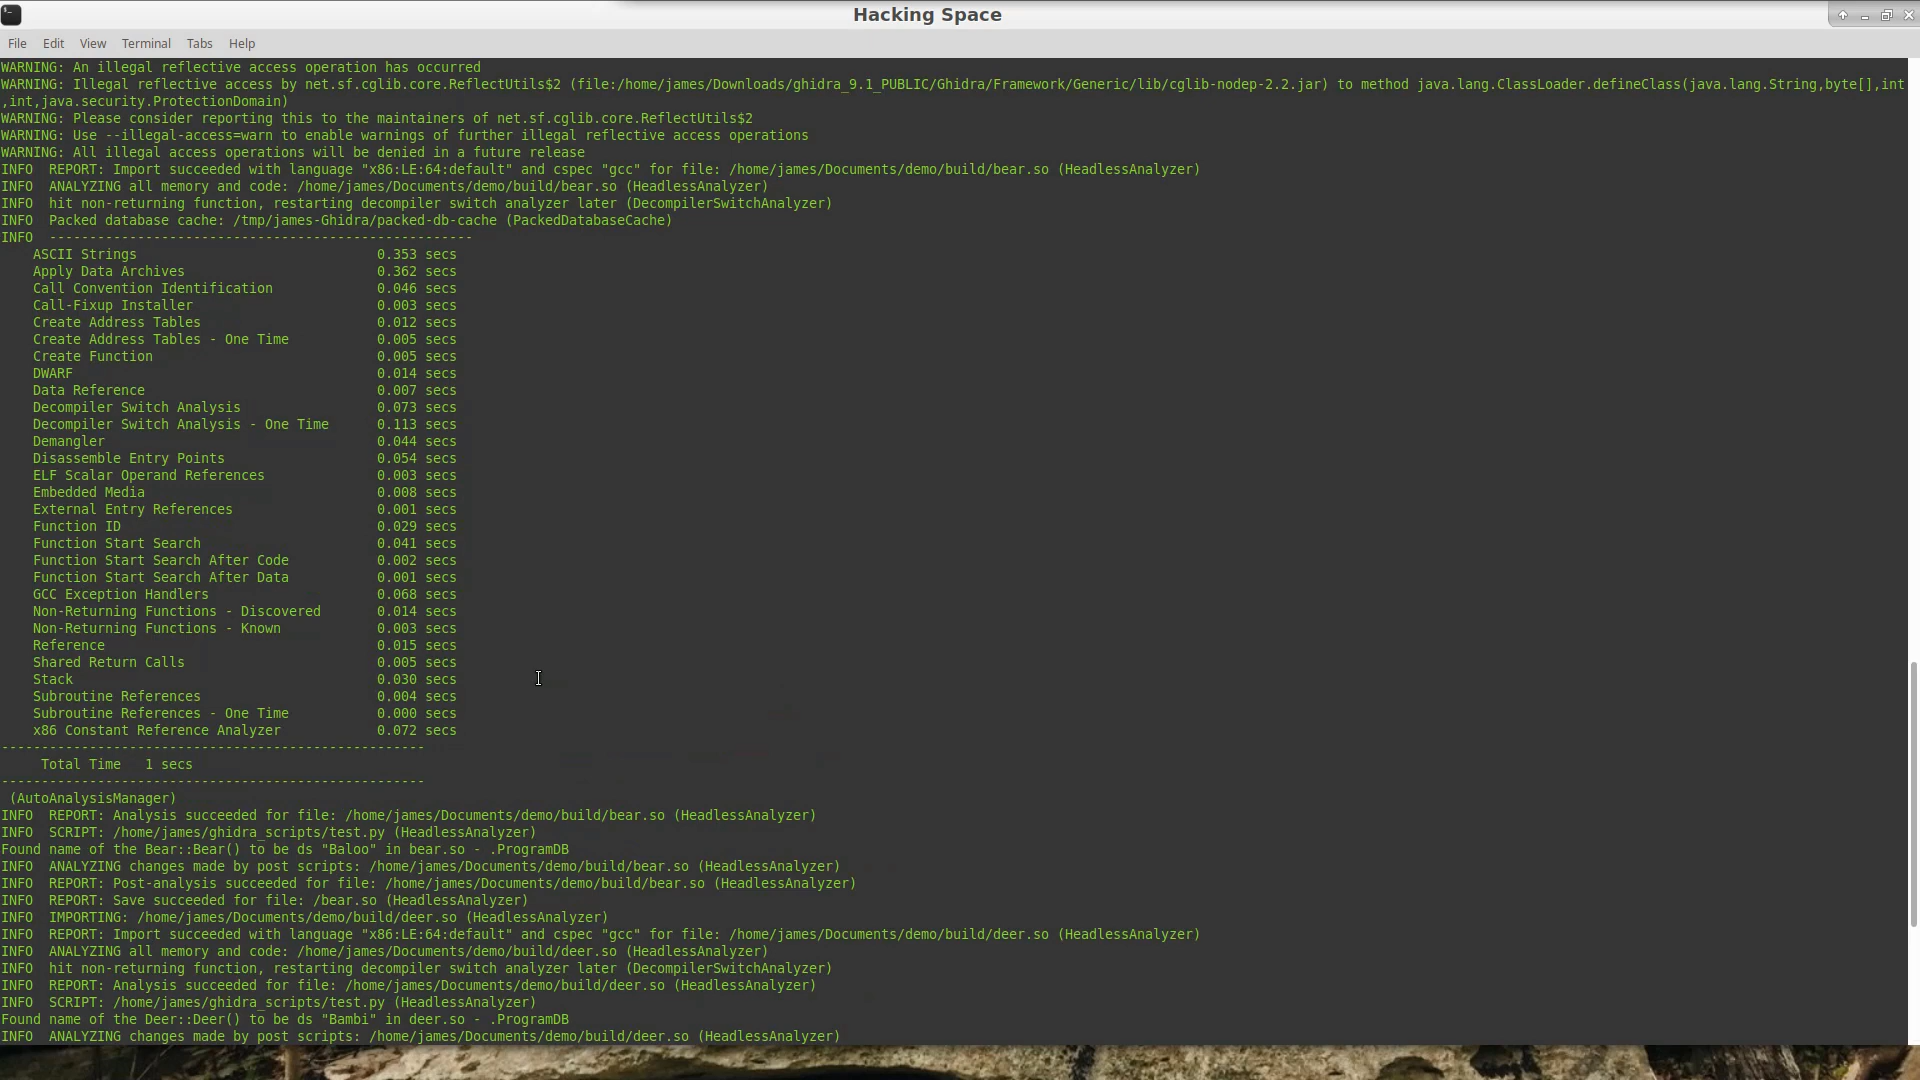 Hacking Space
File Edit View Terminal Tabs Help
WARNING: An illegal reflective access operation has occurred
WARNING: Illegal reflective access by net.sf.cglib.core.ReflectUtils$2 (file:/home/james/Downloads/ghidra_9.1_PUBLIC/Ghidra/Framework/Generic/lib/cglib-nodep-2.2.jar) to method java.lang.ClassLoader.defineClass(java.lang.String,byte[],int
,int,java.security.ProtectionDomain)
WARNING: Please consider reporting this to the maintainers of net.sf.cglib.core.ReflectUtils$2
WARNING: Use --illegal-access=warn to enable warnings of further illegal reflective access operations
WARNING: All illegal access operations will be denied in a future release
INFO  REPORT: Import succeeded with language "x86:LE:64:default" and cspec "gcc" for file: /home/james/Documents/demo/build/bear.so (HeadlessAnalyzer)
INFO  ANALYZING all memory and code: /home/james/Documents/demo/build/bear.so (HeadlessAnalyzer)
INFO  hit non-returning function, restarting decompiler switch analyzer later (DecompilerSwitchAnalyzer)
INFO  Packed database cache: /tmp/james-Ghidra/packed-db-cache (PackedDatabaseCache)
INFO  -----------------------------------------------------
    ASCII Strings                              0.353 secs
    Apply Data Archives                        0.362 secs
    Call Convention Identification             0.046 secs
    Call-Fixup Installer                       0.003 secs
    Create Address Tables                      0.012 secs
    Create Address Tables - One Time           0.005 secs
    Create Function                            0.005 secs
    DWARF                                      0.014 secs
    Data Reference                             0.007 secs
    Decompiler Switch Analysis                 0.073 secs
    Decompiler Switch Analysis - One Time      0.113 secs
    Demangler                                  0.044 secs
    Disassemble Entry Points                   0.054 secs
    ELF Scalar Operand References              0.003 secs
    Embedded Media                             0.008 secs
    External Entry References                  0.001 secs
    Function ID                                0.029 secs
    Function Start Search                      0.041 secs
    Function Start Search After Code           0.002 secs
    Function Start Search After Data           0.001 secs
    GCC Exception Handlers                     0.068 secs
    Non-Returning Functions - Discovered       0.014 secs
    Non-Returning Functions - Known            0.003 secs
    Reference                                  0.015 secs
    Shared Return Calls                        0.005 secs
    Stack                                      0.030 secs
    Subroutine References                      0.004 secs
    Subroutine References - One Time           0.000 secs
    x86 Constant Reference Analyzer            0.072 secs
-----------------------------------------------------
     Total Time   1 secs
-----------------------------------------------------
 (AutoAnalysisManager)
INFO  REPORT: Analysis succeeded for file: /home/james/Documents/demo/build/bear.so (HeadlessAnalyzer)
INFO  SCRIPT: /home/james/ghidra_scripts/test.py (HeadlessAnalyzer)
Found name of the Bear::Bear() to be ds "Baloo" in bear.so - .ProgramDB
INFO  ANALYZING changes made by post scripts: /home/james/Documents/demo/build/bear.so (HeadlessAnalyzer)
INFO  REPORT: Post-analysis succeeded for file: /home/james/Documents/demo/build/bear.so (HeadlessAnalyzer)
INFO  REPORT: Save succeeded for file: /bear.so (HeadlessAnalyzer)
INFO  IMPORTING: /home/james/Documents/demo/build/deer.so (HeadlessAnalyzer)
INFO  REPORT: Import succeeded with language "x86:LE:64:default" and cspec "gcc" for file: /home/james/Documents/demo/build/deer.so (HeadlessAnalyzer)
INFO  ANALYZING all memory and code: /home/james/Documents/demo/build/deer.so (HeadlessAnalyzer)
INFO  hit non-returning function, restarting decompiler switch analyzer later (DecompilerSwitchAnalyzer)
INFO  REPORT: Analysis succeeded for file: /home/james/Documents/demo/build/deer.so (HeadlessAnalyzer)
INFO  SCRIPT: /home/james/ghidra_scripts/test.py (HeadlessAnalyzer)
Found name of the Deer::Deer() to be ds "Bambi" in deer.so - .ProgramDB
INFO  ANALYZING changes made by post scripts: /home/james/Documents/demo/build/deer.so (HeadlessAnalyzer)